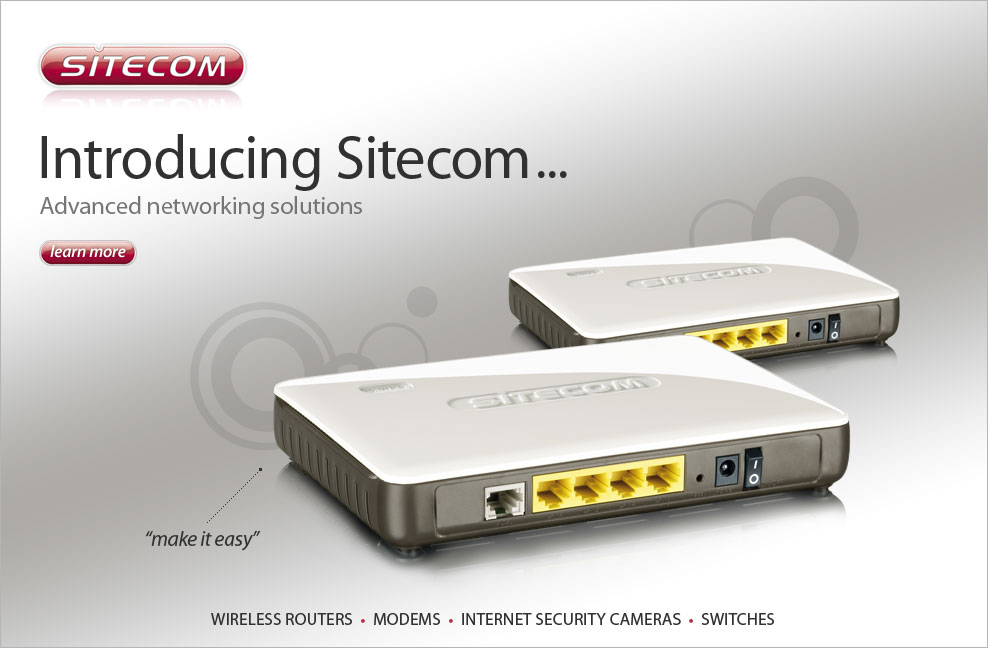 SiTECOM
Introducing Sitecom...
Advanced networking solutions
learn more
SiTECOM
SiTECOM
I
O
I
O
"make it easy"
WIRELESS ROUTERS • MODEMS • INTERNET SECURITY CAMERAS • SWITCHES